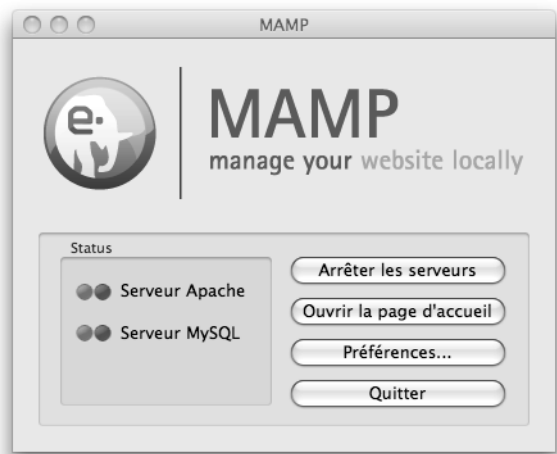 MAMP
e.
MAMP
manage your website locally
Status
Serveur Apache
Serveur MySQL
Arrêter les serveurs
Ouvrir la page d'accueil
Préférences...
Quitter